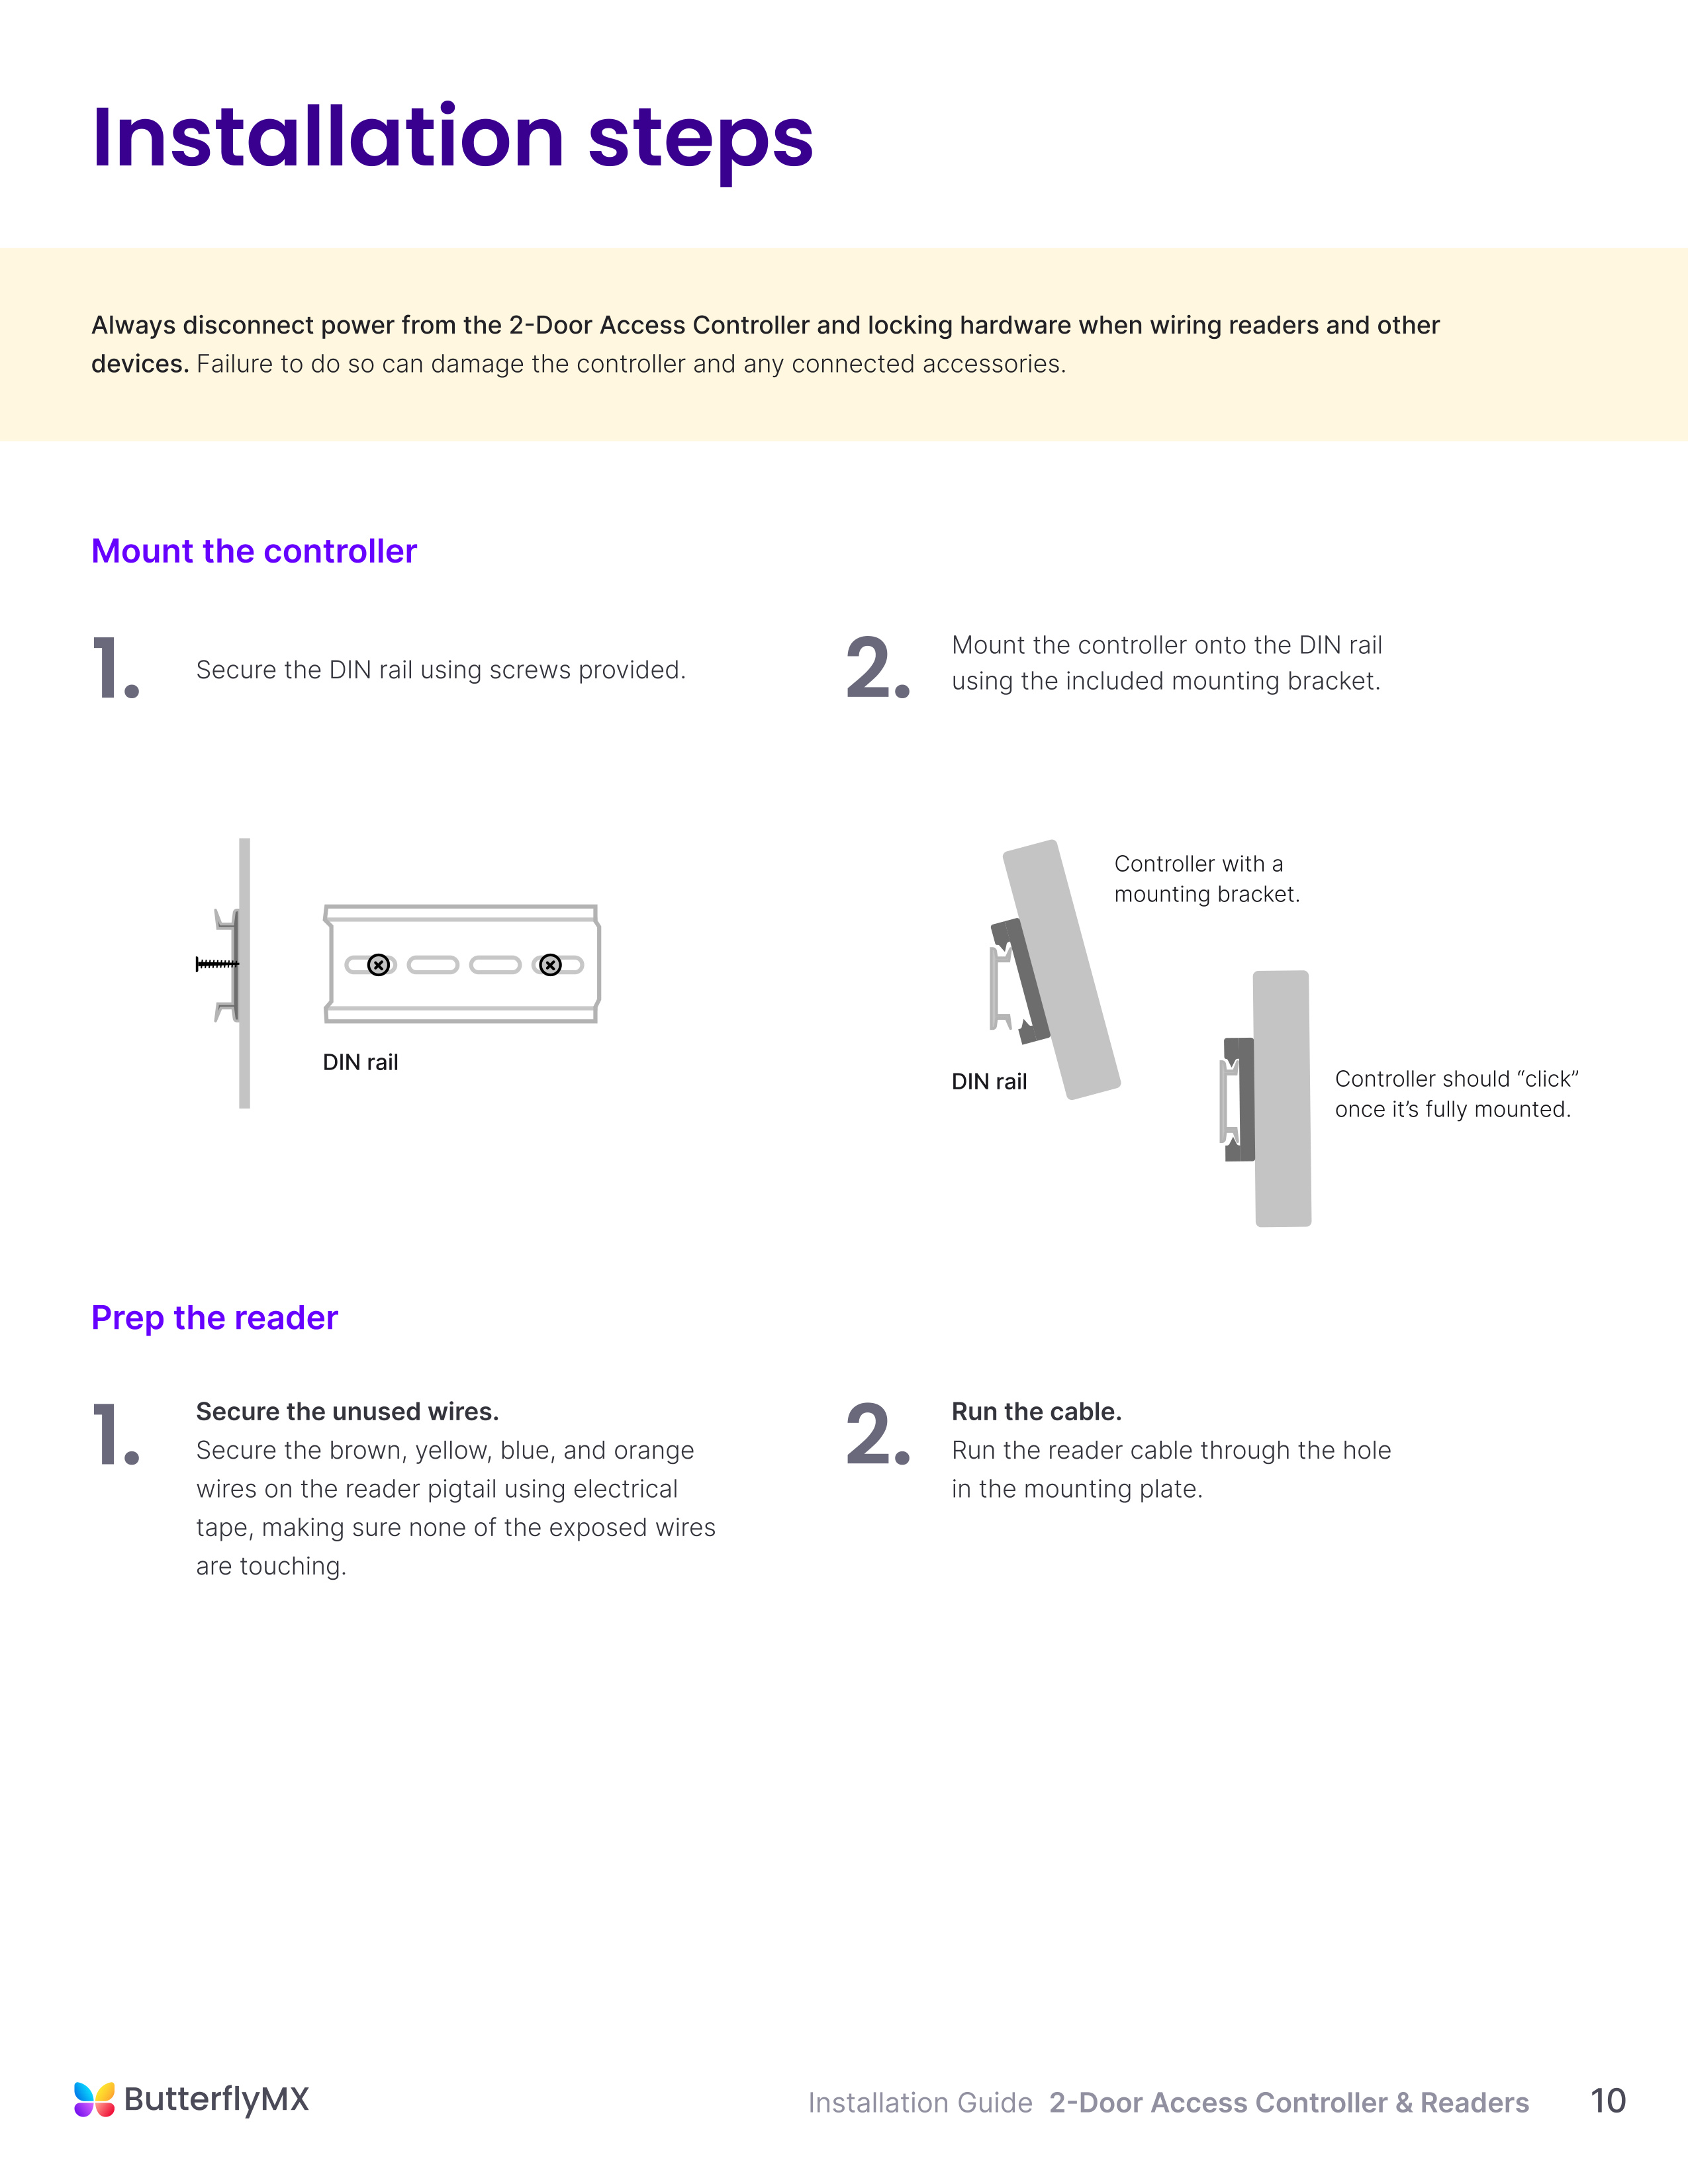 Installation steps
Always disconnect power from the 2-Door Access Controller and locking hardware when wiring readers and other
devices. Failure to do so can damage the controller and any connected accessories.
Mount the controller
1.
Secure the DIN rail using screws provided.
2.
Mount the controller onto the DIN rail
using the included mounting bracket.
DIN rail
Controller with a
mounting bracket.
DIN rail
Controller should “click”
once it’s fully mounted.
Prep the reader
1.
Secure the unused wires.
Secure the brown, yellow, blue, and orange
wires on the reader pigtail using electrical
tape, making sure none of the exposed wires
are touching.
2.
Run the cable.
Run the reader cable through the hole
in the mounting plate.
ButterflyMX
Installation Guide 2-Door Access Controller & Readers 10